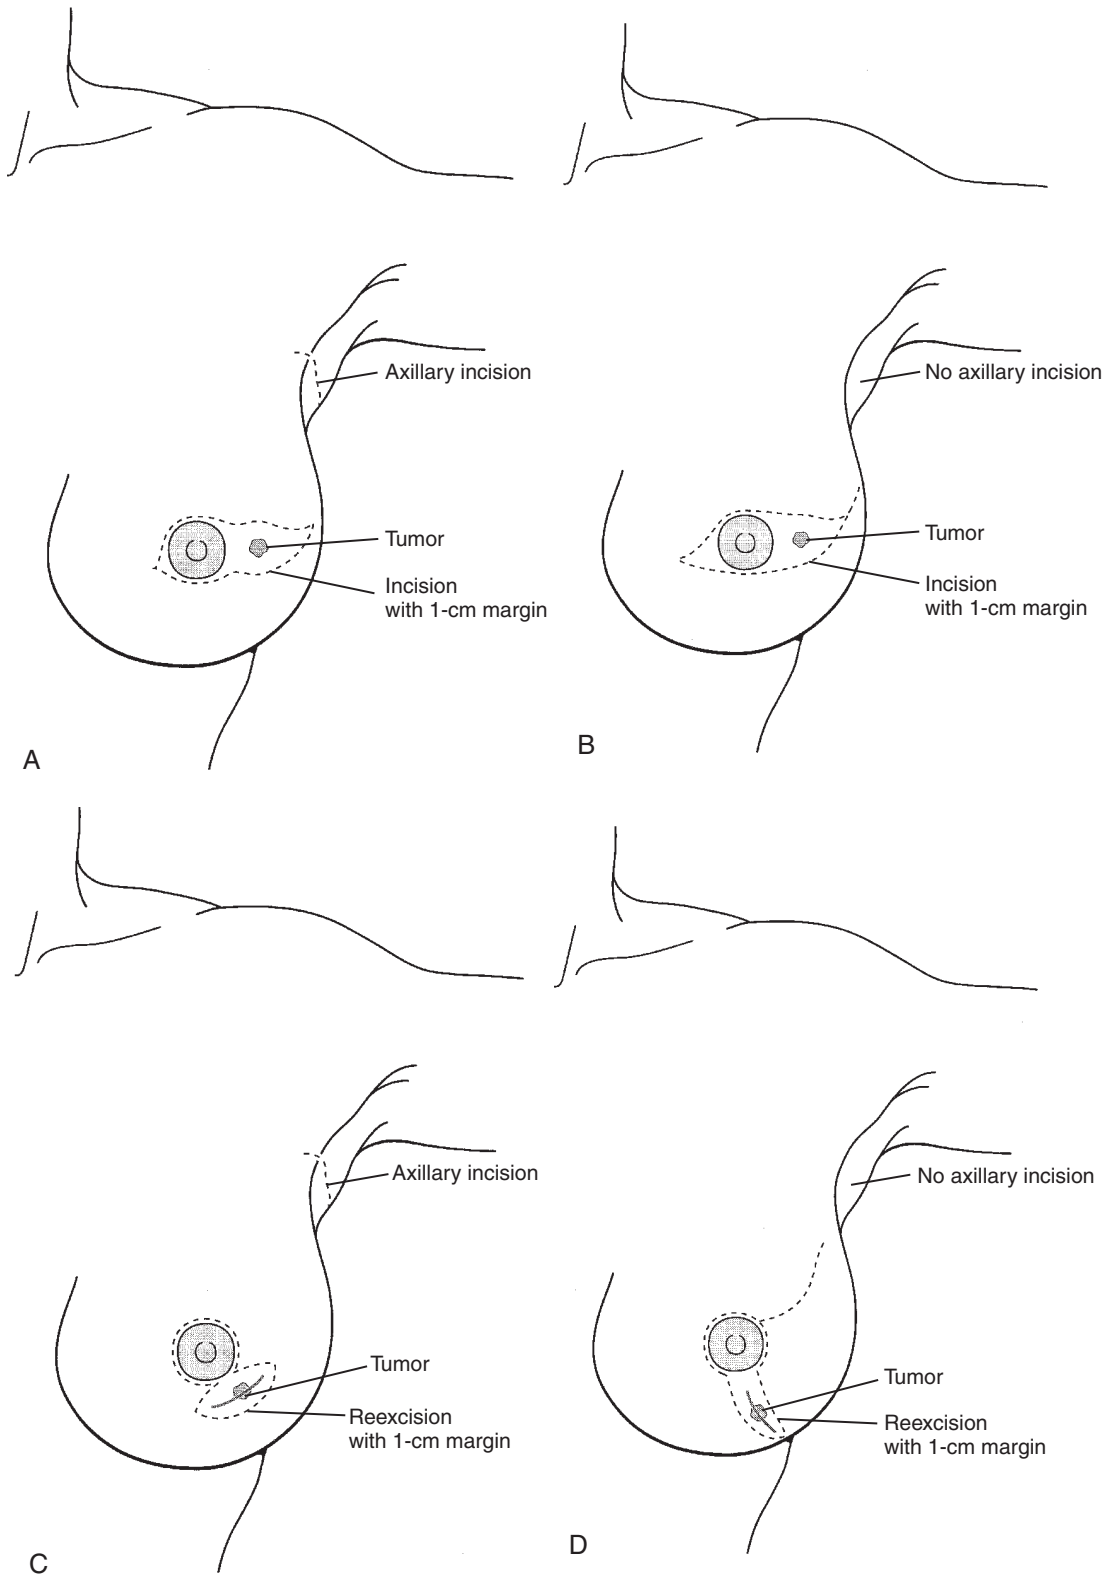 Axillary incision
Tumor
Incision
with 1-cm margin
A
No axillary incision
Tumor
Incision
with 1-cm margin
B
Axillary incision
Tumor
Reexcision
with 1-cm margin
C
No axillary incision
Tumor
Reexcision
with 1-cm margin
D